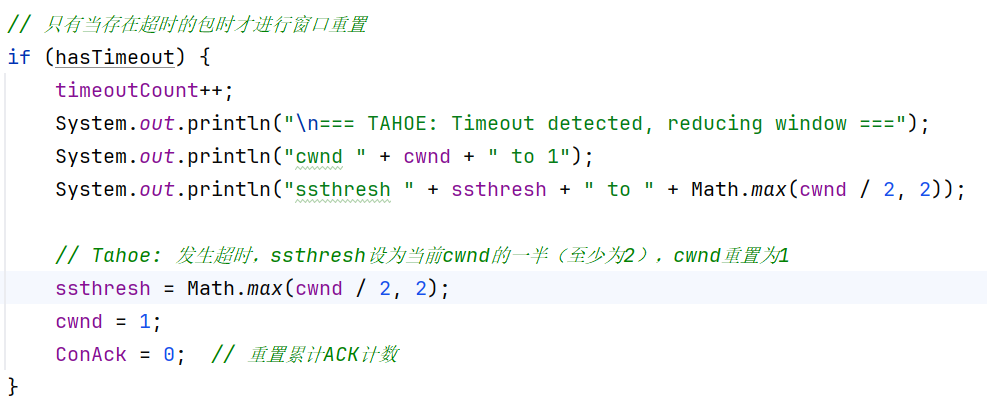 // 只有当存在超时的包时才进行窗口重置
if (hasTimeout) {
    timeoutCount++;
    System.out.println("\n=== TAHOE: Timeout detected, reducing window ===");
    System.out.println("cwnd " + cwnd + " to 1");
    System.out.println("ssthresh " + ssthresh + " to " + Math.max(cwnd / 2, 2));
    // Tahoe: 发生超时，ssthresh设为当前cwnd的一半（至少为2），cwnd重置为1
    ssthresh = Math.max(cwnd / 2, 2);
    cwnd = 1;
    ConAck = 0;  // 重置累计ACK计数
}